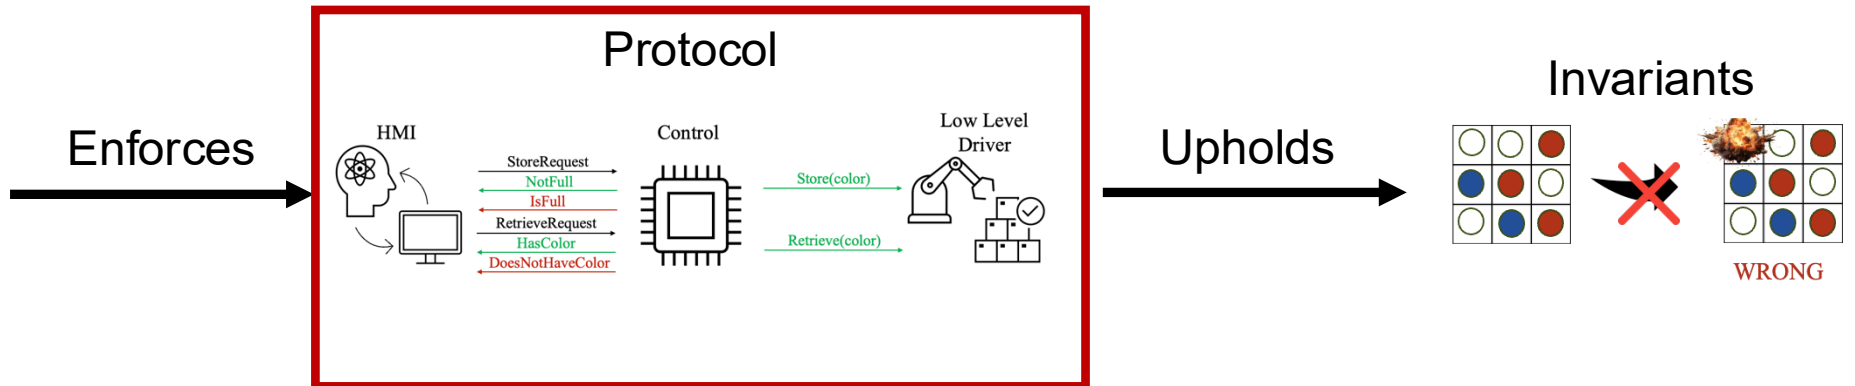 Enforces
Protocol
HMI
Control
Low Level
Driver
StoreRequest
NotFull
IsFull
RetrieveRequest
HasColor
DoesNotHaveColor
Store(color)
Retrieve(color)
Upholds
Invariants
WRONG